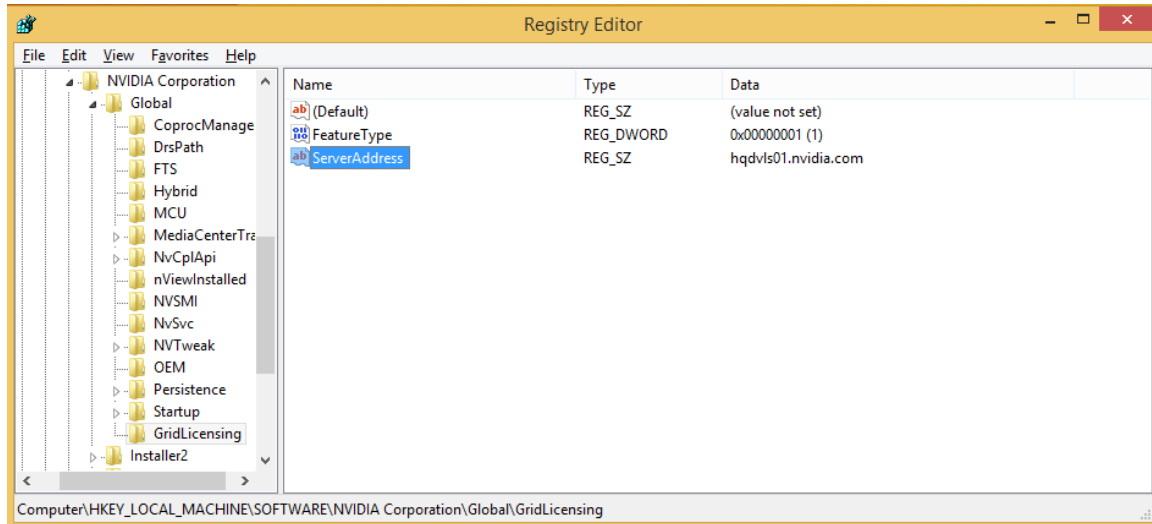 Registry Editor
File Edit View Favorites Help
NVIDIA Corporation
Global
CoprocManage
DrsPath
FTS
Hybrid
MCU
MediaCenterTra
NvCplApi
nViewInstalled
NVSMI
NvSvc
NVTweak
OEM
Persistence
Startup
GridLicensing
Installer2
Name Type Data
(Default) REG_SZ (value not set)
FeatureType REG_DWORD 0x00000001 (1)
ServerAddress REG_SZ hqdvls01.nvidia.com
Computer\HKEY_LOCAL_MACHINE\SOFTWARE\NVIDIA Corporation\Global\GridLicensing